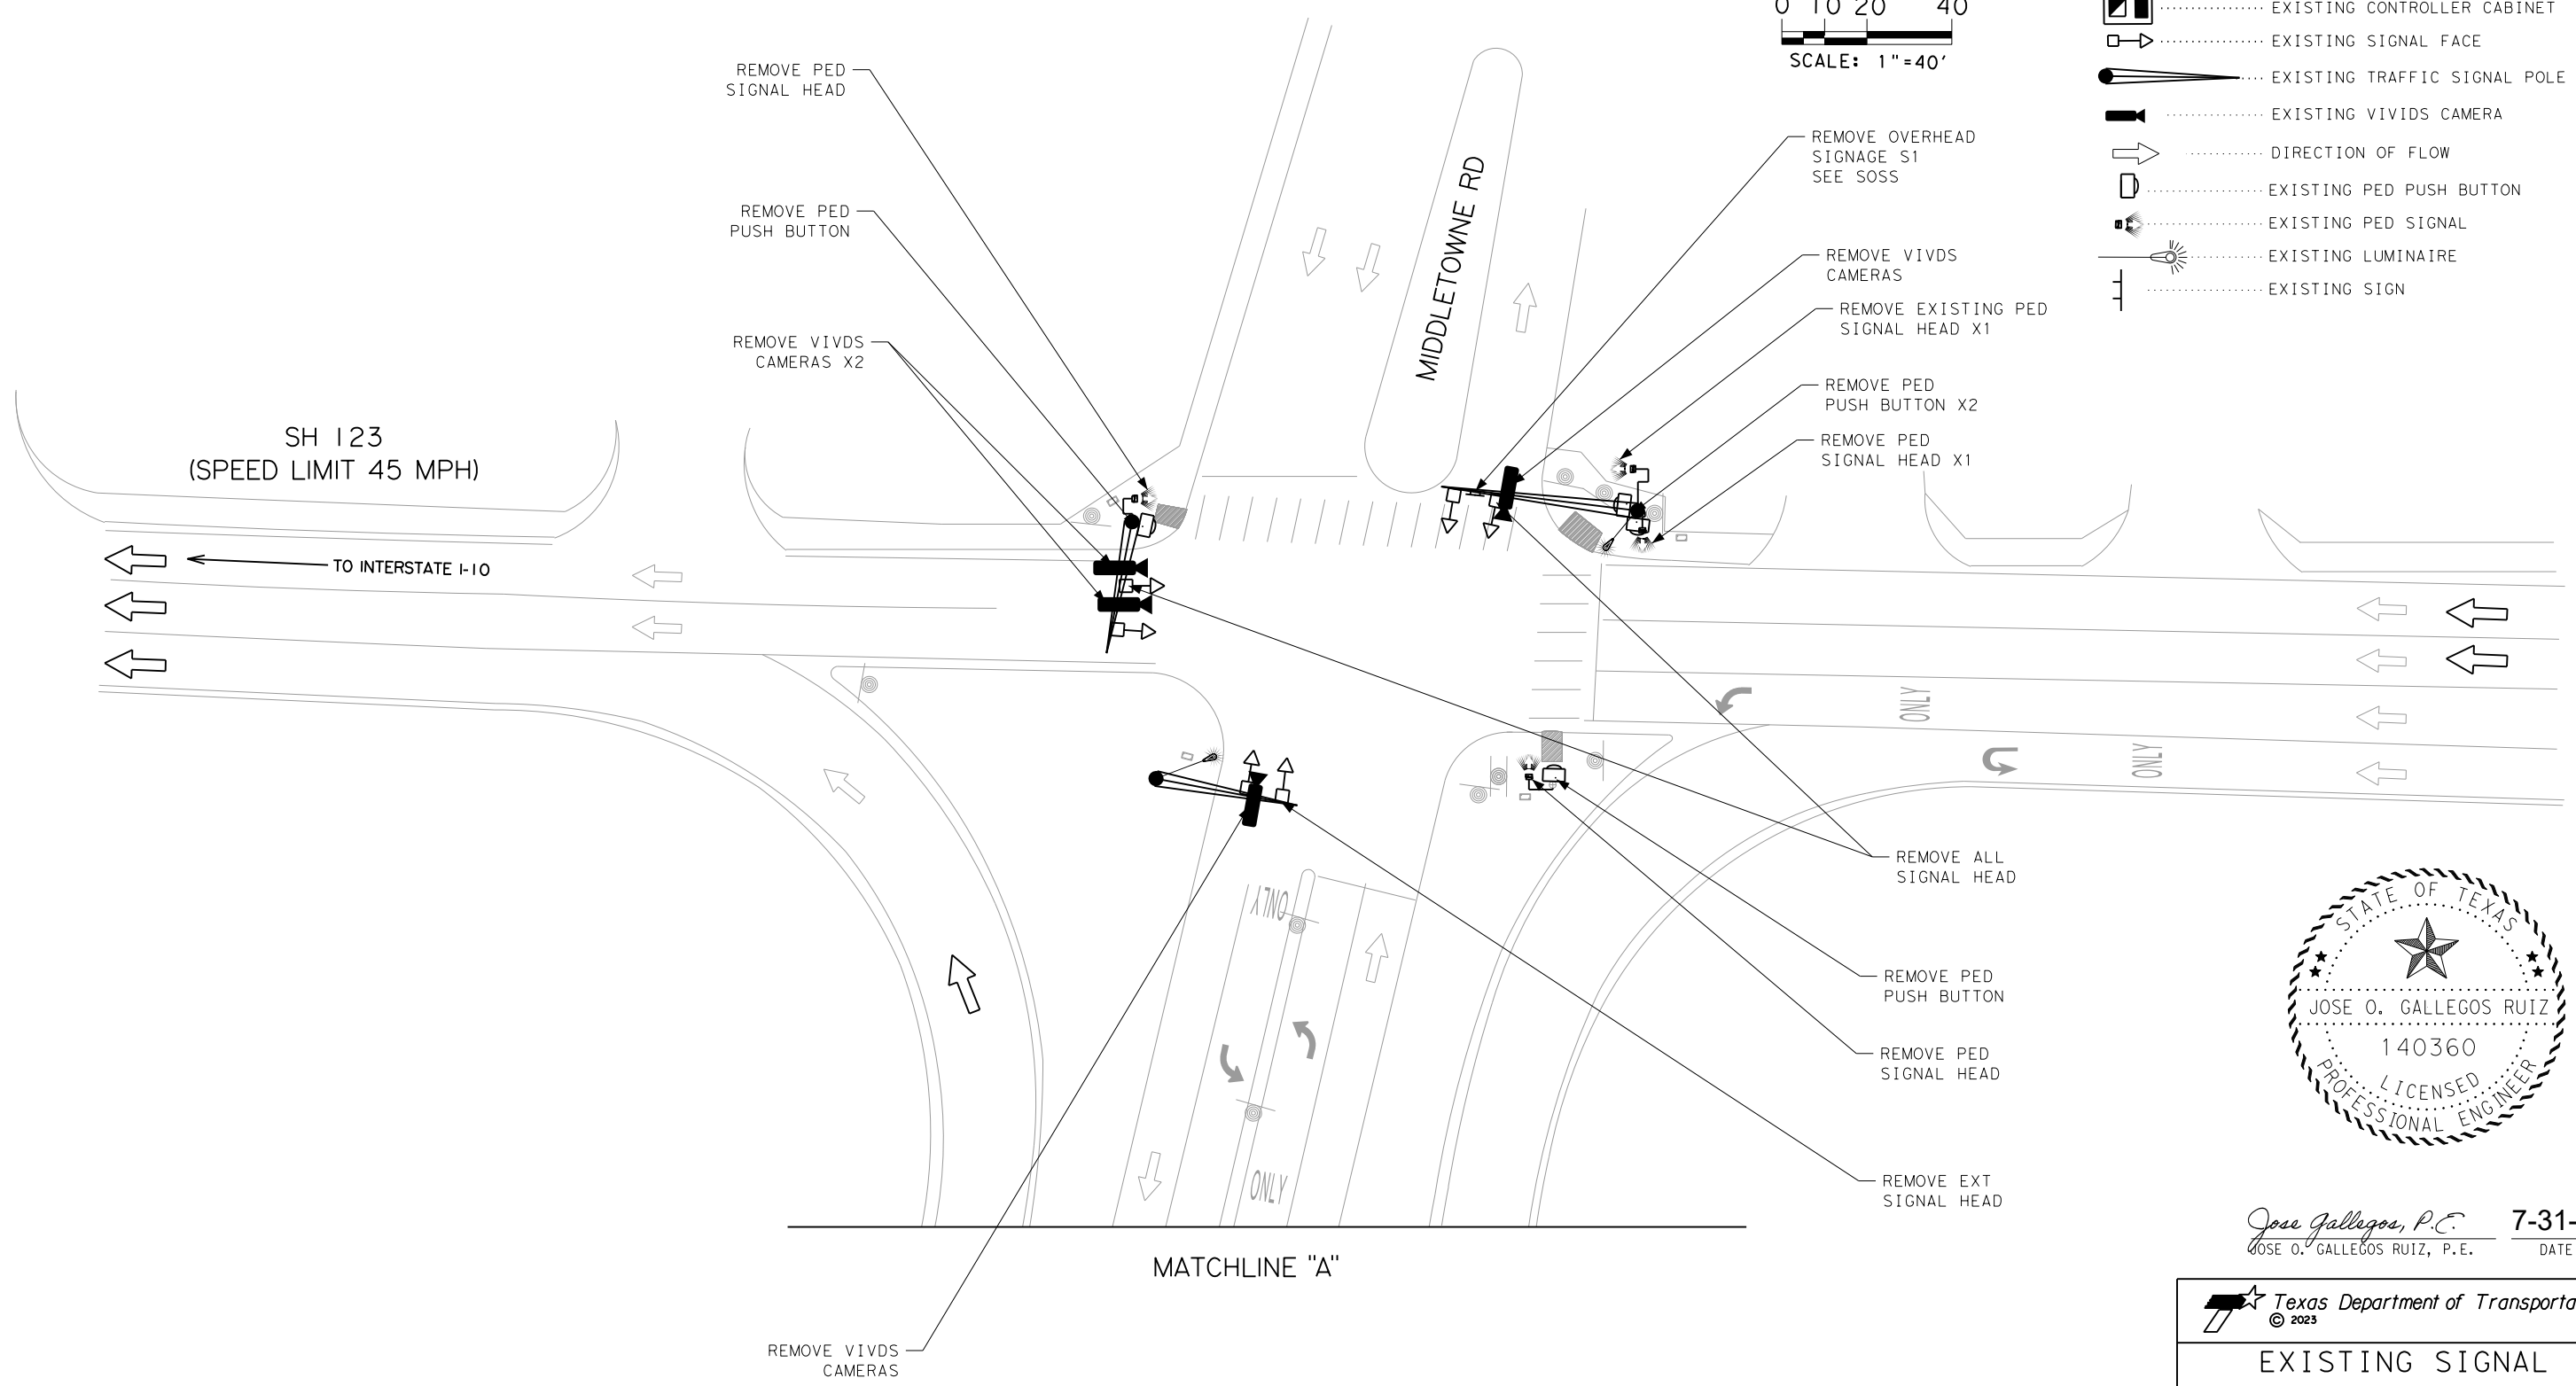 0 10 20 40
SCALE: 1"=40'
EXISTING CONTROLLER CABINET
EXISTING SIGNAL FACE
EXISTING TRAFFIC SIGNAL POLE
EXISTING VIVIDS CAMERA
DIRECTION OF FLOW
EXISTING PED PUSH BUTTON
EXISTING PED SIGNAL
EXISTING LUMINAIRE
EXISTING SIGN
REMOVE PED
SIGNAL HEAD
REMOVE PED
PUSH BUTTON
REMOVE VIVDS
CAMERAS X2
MIDDLETOWNE RD
REMOVE OVERHEAD
SIGNAGE S1
SEE SOSS
REMOVE VIVDS
CAMERAS
REMOVE EXISTING PED
SIGNAL HEAD X1
REMOVE PED
PUSH BUTTON X2
REMOVE PED
SIGNAL HEAD X1
SH 123
(SPEED LIMIT 45 MPH)
TO INTERSTATE I-10
ONLY
ONLY
ONLY
ONLY
REMOVE ALL
SIGNAL HEAD
REMOVE PED
PUSH BUTTON
REMOVE PED
SIGNAL HEAD
REMOVE EXT
SIGNAL HEAD
MATCHLINE "A"
REMOVE VIVDS
CAMERAS
STATE OF TEXAS
JOSE O. GALLEGOS RUIZ
140360
LICENSED
PROFESSIONAL ENGINEER
Jose Gallegos, P.E.
7-31-
JOSE O. GALLEGOS RUIZ, P.E.
DATE
Texas Department of Transporta
© 2023
EXISTING SIGNAL